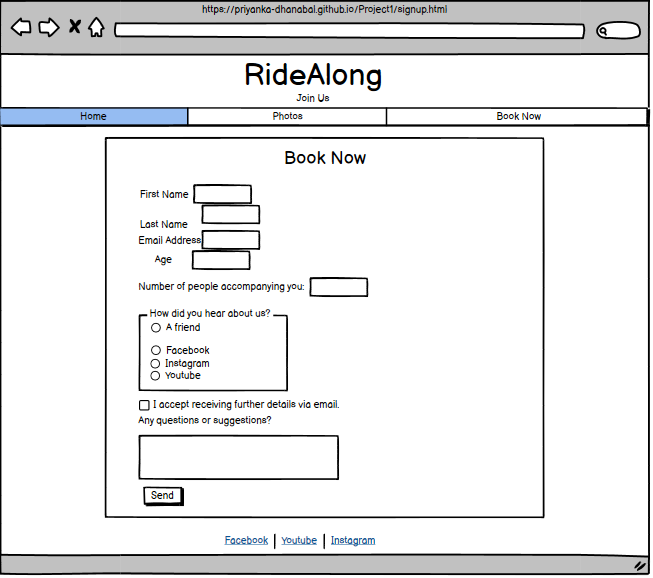 https://priyanka-dhanabal.github.io/Project1/signup.html
RideAlong
Join Us
Home Photos Book Now
Book Now
First Name
Last Name
Email Address
Age
Number of people accompanying you:
How did you hear about us?
A friend
Facebook
Instagram
Youtube
I accept receiving further details via email.
Any questions or suggestions?
Send
Facebook | Youtube | Instagram